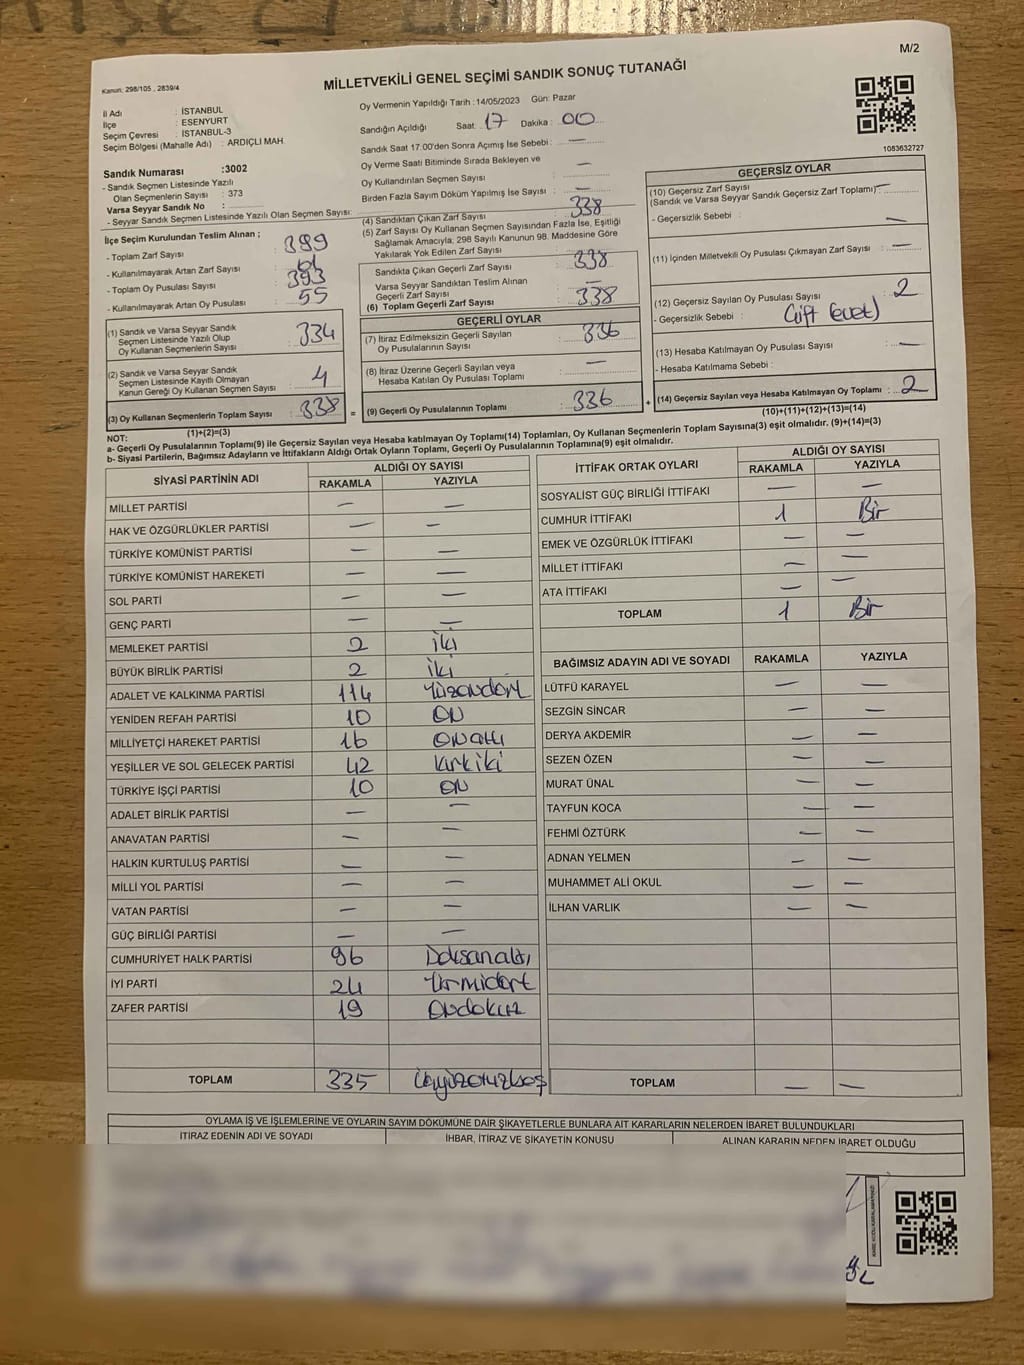 M/2
Kanun: 298/105 , 2839/4
MİLLETVEKİLİ GENEL SEÇİMİ SANDIK SONUÇ TUTANAĞI
İl Adı : İSTANBUL
İlçe : ESENYURT
Seçim Çevresi : İSTANBUL-3
Seçim Bölgesi (Mahalle Adı) : ARDIÇLI MAH
Sandık Numarası :3002
- Sandık Seçmen Listesinde Yazılı
Olan Seçmenlerin Sayısı : 373
Varsa Seyyar Sandık No :
- Seyyar Sandık Seçmen Listesinde Yazılı Olan Seçmen Sayısı:
İlçe Seçim Kurulundan Teslim Alınan ;
- Toplam Zarf Sayısı : 399
- Kullanılmayarak Artan Zarf Sayısı : 61
- Toplam Oy Pusulası Sayısı : 393
- Kullanılmayarak Artan Oy Pusulası : 55
(1) Sandık ve Varsa Seyyar Sandık
Seçmen Listesinde Yazılı Olup
Oy Kullanan Seçmenlerin Sayısı : 334
(2) Sandık ve Varsa Seyyar Sandık
Seçmen Listesinde Kayıtlı Olmayan
Kanun Gereği Oy Kullanan Seçmen Sayısı : 4
(3) Oy Kullanan Seçmenlerin Toplam Sayısı : 338 =
(1)+(2)=(3)
Oy Vermenin Yapıldığı Tarih : 14/05/2023 Gün: Pazar
Sandığın Açıldığı Saat: 17 Dakika : 00
Sandık Saat 17:00'den Sonra Açımış İse Sebebi: —
Oy Verme Saati Bitiminde Sırada Bekleyen ve
Oy Kullandırılan Seçmen Sayısı : —
Birden Fazla Sayım Döküm Yapılmış İse Sayısı : —
(4) Sandıktan Çıkan Zarf Sayısı : 338
(5) Zarf Sayısı Oy Kullanan Seçmen Sayısından Fazla İse, Eşitliği
Sağlamak Amacıyla; 298 Sayılı Kanunun 98. Maddesine Göre
Yakılarak Yok Edilen Zarf Sayısı :
Sandıkta Çıkan Geçerli Zarf Sayısı : 338
Varsa Seyyar Sandıktan Teslim Alınan
Geçerli Zarf Sayısı : —
(6) Toplam Geçerli Zarf Sayısı : 338
GEÇERLİ OYLAR
(7) İtiraz Edilmeksizin Geçerli Sayılan
Oy Pusulalarının Sayısı : 336
(8) İtiraz Üzerine Geçerli Sayılan veya
Hesaba Katılan Oy Pusulası Toplamı : —
(9) Geçerli Oy Pusulalarının Toplamı : 336 +
1083632727
GEÇERSİZ OYLAR
(10) Geçersiz Zarf Sayısı
(Sandık ve Varsa Seyyar Sandık Geçersiz Zarf Toplamı): —
- Geçersizlik Sebebi : —
(11) İçinden Milletvekili Oy Pusulası Çıkmayan Zarf Sayısı : —
(12) Geçersiz Sayılan Oy Pusulası Sayısı : 2
- Geçersizlik Sebebi : Çift evet)
(13) Hesaba Katılmayan Oy Pusulası Sayısı : —
- Hesaba Katılmama Sebebi :
(14) Geçersiz Sayılan veya Hesaba Katılmayan Oy Toplamı : 2
(10)+(11)+(12)+(13)=(14)
NOT:
a- Geçerli Oy Pusulalarının Toplamı(9) ile Geçersiz Sayılan veya Hesaba katılmayan Oy Toplamı(14) Toplamları, Oy Kullanan Seçmenlerin Toplam Sayısına(3) eşit olmalıdır. (9)+(14)=(3)
b- Siyasi Partilerin, Bağımsız Adayların ve İttifakların Aldığı Ortak Oyların Toplamı, Geçerli Oy Pusulalarının Toplamına(9) eşit olmalıdır.
SİYASİ PARTİNİN ADI ALDIĞI OY SAYISI
RAKAMLA YAZIYLA
MİLLET PARTİSİ — —
HAK VE ÖZGÜRLÜKLER PARTİSİ — —
TÜRKİYE KOMÜNİST PARTİSİ — —
TÜRKİYE KOMÜNİST HAREKETİ — —
SOL PARTİ — —
GENÇ PARTİ — —
MEMLEKET PARTİSİ 2 iki
BÜYÜK BİRLİK PARTİSİ 2 iki
ADALET VE KALKINMA PARTİSİ 114 Yüzondört
YENİDEN REFAH PARTİSİ 10 ON
MİLLİYETÇİ HAREKET PARTİSİ 16 ONaltı
YEŞİLLER VE SOL GELECEK PARTİSİ 42 kırkiki
TÜRKİYE İŞÇİ PARTİSİ 10 ON
ADALET BİRLİK PARTİSİ — —
ANAVATAN PARTİSİ — —
HALKIN KURTULUŞ PARTİSİ — —
MİLLİ YOL PARTİSİ — —
VATAN PARTİSİ — —
GÜÇ BİRLİĞİ PARTİSİ — —
CUMHURİYET HALK PARTİSİ 96 Doksanaltı
İYİ PARTİ 24 Yirmidört
ZAFER PARTİSİ 19 ONdokuz
TOPLAM 335 üçyüzotuzbeş
İTTİFAK ORTAK OYLARI ALDIĞI OY SAYISI
RAKAMLA YAZIYLA
SOSYALİST GÜÇ BİRLİĞİ İTTİFAKI — —
CUMHUR İTTİFAKI 1 Bir
EMEK VE ÖZGÜRLÜK İTTİFAKI — —
MİLLET İTTİFAKI — —
ATA İTTİFAKI — —
TOPLAM 1 Bir
BAĞIMSIZ ADAYIN ADI VE SOYADI RAKAMLA YAZIYLA
LÜTFÜ KARAYEL — —
SEZGİN SİNCAR — —
DERYA AKDEMİR — —
SEZEN ÖZEN — —
MURAT ÜNAL — —
TAYFUN KOCA — —
FEHMİ ÖZTÜRK — —
ADNAN YELMEN — —
MUHAMMET ALİ OKUL — —
İLHAN VARLIK — —
TOPLAM — —
OYLAMA İŞ VE İŞLEMLERİNE VE OYLARIN SAYIM DÖKÜMÜNE DAİR ŞİKAYETLERLE BUNLARA AİT KARARLARIN NELERDEN İBARET BULUNDUKLARI
İTİRAZ EDENİN ADI VE SOYADI İHBAR, İTİRAZ VE ŞİKAYETİN KONUSU ALINAN KARARIN NEDEN İBARET OLDUĞU